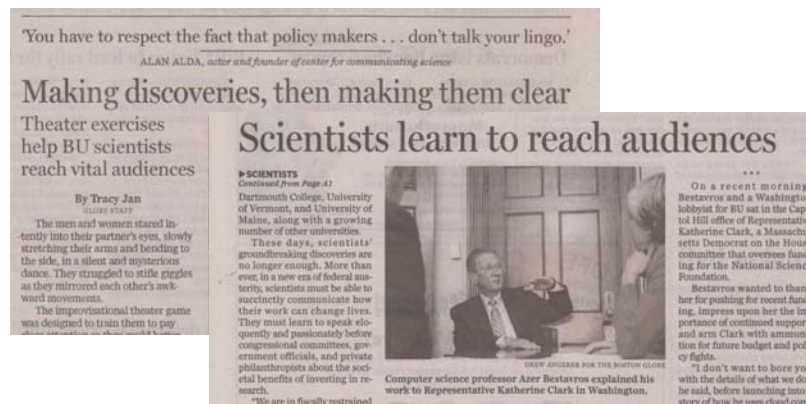 'You have to respect the fact that policy makers . . . don't talk your lingo.'
ALAN ALDA, actor and founder of center for communicating science
Making discoveries, then making them clear
Theater exercises
help BU scientists
reach vital audiences
By Tracy Jan
GLOBE STAFF
The men and women stared in-
tently into their partner's eyes, slowly
stretching their arms and bending to
the side, in a silent and mysterious
dance. They struggled to stifle giggles
as they mirrored each other's awk-
ward movements.
The improvisational theater game
was designed to train them to pay
Scientists learn to reach audiences
▶SCIENTISTS
Continued from Page A1
Dartmouth College, University
of Vermont, and University of
Maine, along with a growing
number of other universities.
These days, scientists'
groundbreaking discoveries are
no longer enough. More than
ever, in a new era of federal aus-
terity, scientists must be able to
succinctly communicate how
their work can change lives.
They must learn to speak elo-
quently and passionately before
congressional committees, gov-
ernment officials, and private
philanthropists about the soci-
etal benefits of investing in re-
search.
"We are in fiscally restrained
DREW ANGERER FOR THE BOSTON GLOBE
Computer science professor Azer Bestavros explained his
work to Representative Katherine Clark in Washington.
***
On a recent morning
Bestavros and a Washingto
lobbyist for BU sat in the Cap
tol Hill office of Representativ
Katherine Clark, a Massachu
setts Democrat on the Hous
committee that oversees fund
ing for the National Scienc
Foundation.
Bestavros wanted to than
her for pushing for recent fund
ing, impress upon her the im
portance of continued suppor
and arm Clark with ammun
tion for future budget and pol
cy fights.
"I don't want to bore yo
with the details of what we do
he said, before launching into
story of how he uses cloud com